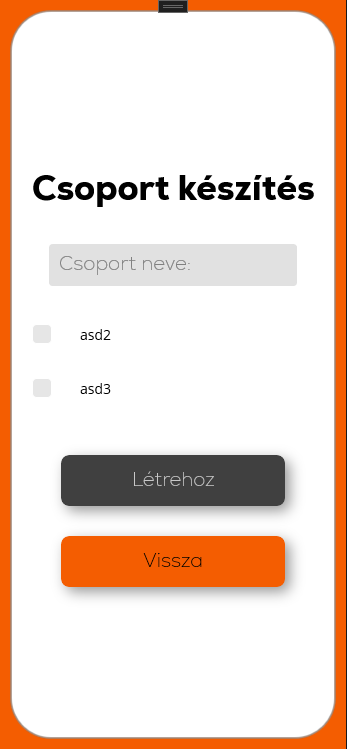 Csoport készítés
Csoport neve:
asd2
asd3
Létrehoz
Vissza